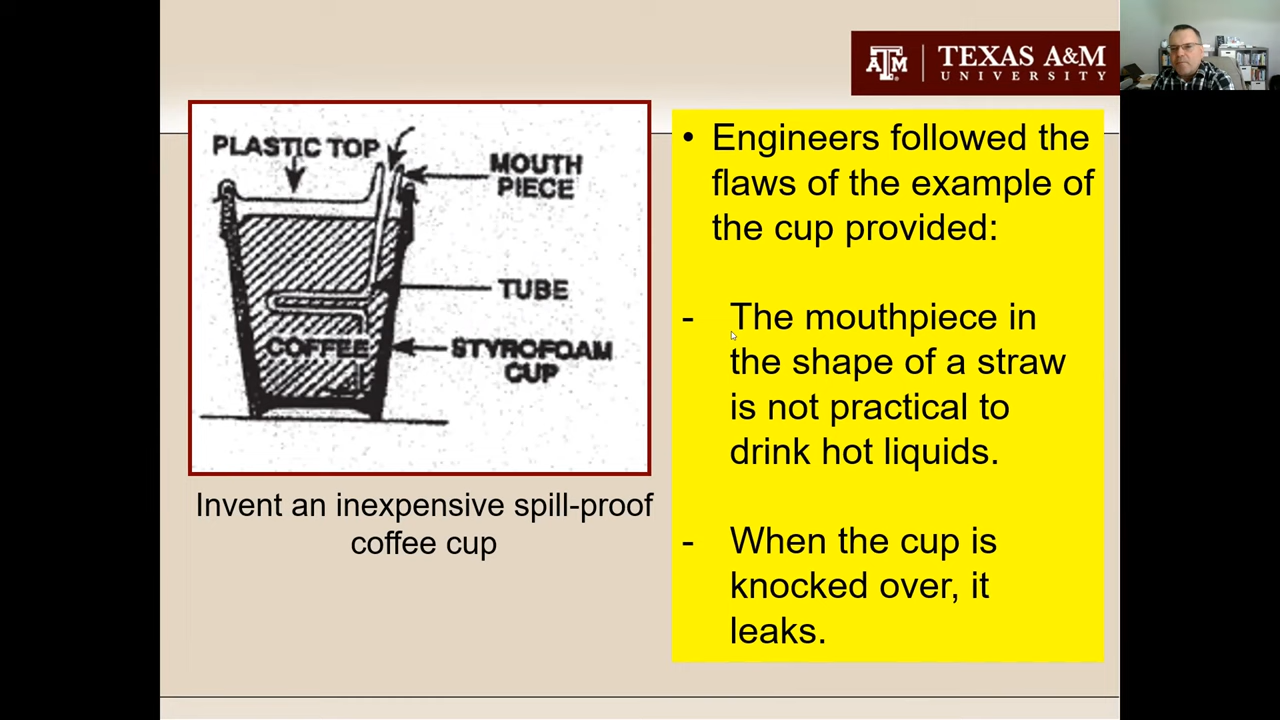 TEXAS A&M
UNIVERSITY
PLASTIC TOP
MOUTH
PIECE
TUBE
COFFEE
STYROFOAM
CUP
Invent an inexpensive spill-proof
coffee cup
• Engineers followed the
flaws of the example of
the cup provided:
- The mouthpiece in
the shape of a straw
is not practical to
drink hot liquids.
- When the cup is
knocked over, it
leaks.